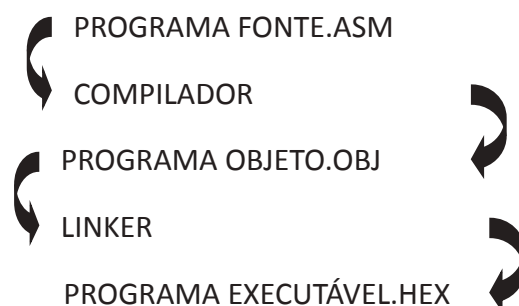 PROGRAMA FONTE.ASM
COMPILADOR
PROGRAMA OBJETO.OBJ
LINKER
PROGRAMA EXECUTÁVEL.HEX